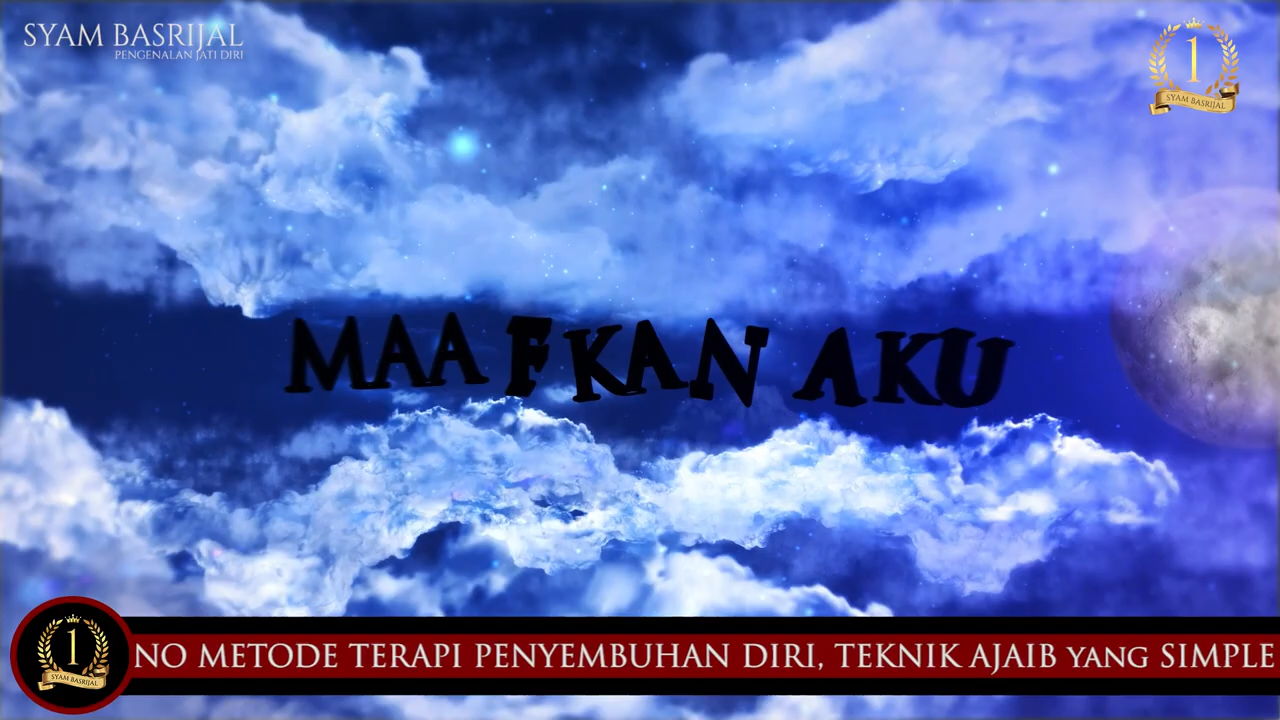 SYAM BASRIJAL
PENGENALAN JATI DIRI
1
SYAM BASRIJAL
MAAFKAN AKU
1
SYAM BASRIJAL
NO METODE TERAPI PENYEMBUHAN DIRI, TEKNIK AJAIB YANG SIMPLE